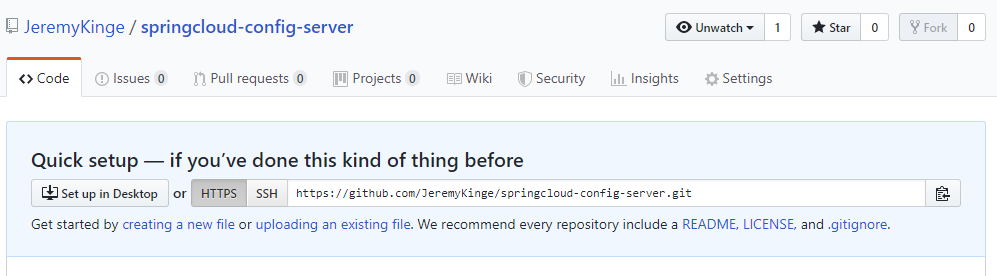 JeremyKinge / springcloud-config-server
Unwatch 1 Star 0 Fork 0
Code Issues 0 Pull requests 0 Projects 0 Wiki Security Insights Settings
Quick setup — if you’ve done this kind of thing before
Set up in Desktop or HTTPS SSH https://github.com/JeremyKinge/springcloud-config-server.git
Get started by creating a new file or uploading an existing file. We recommend every repository include a README, LICENSE, and .gitignore.